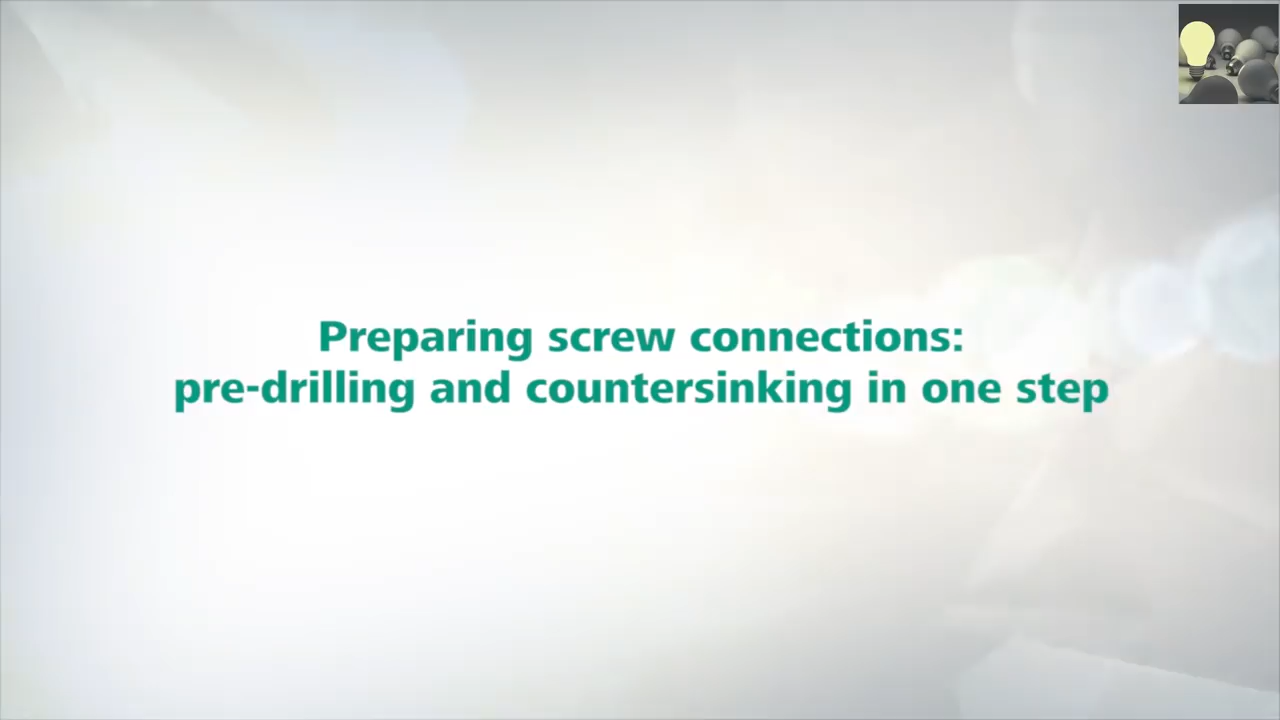 Preparing screw connections:
pre-drilling and countersinking in one step